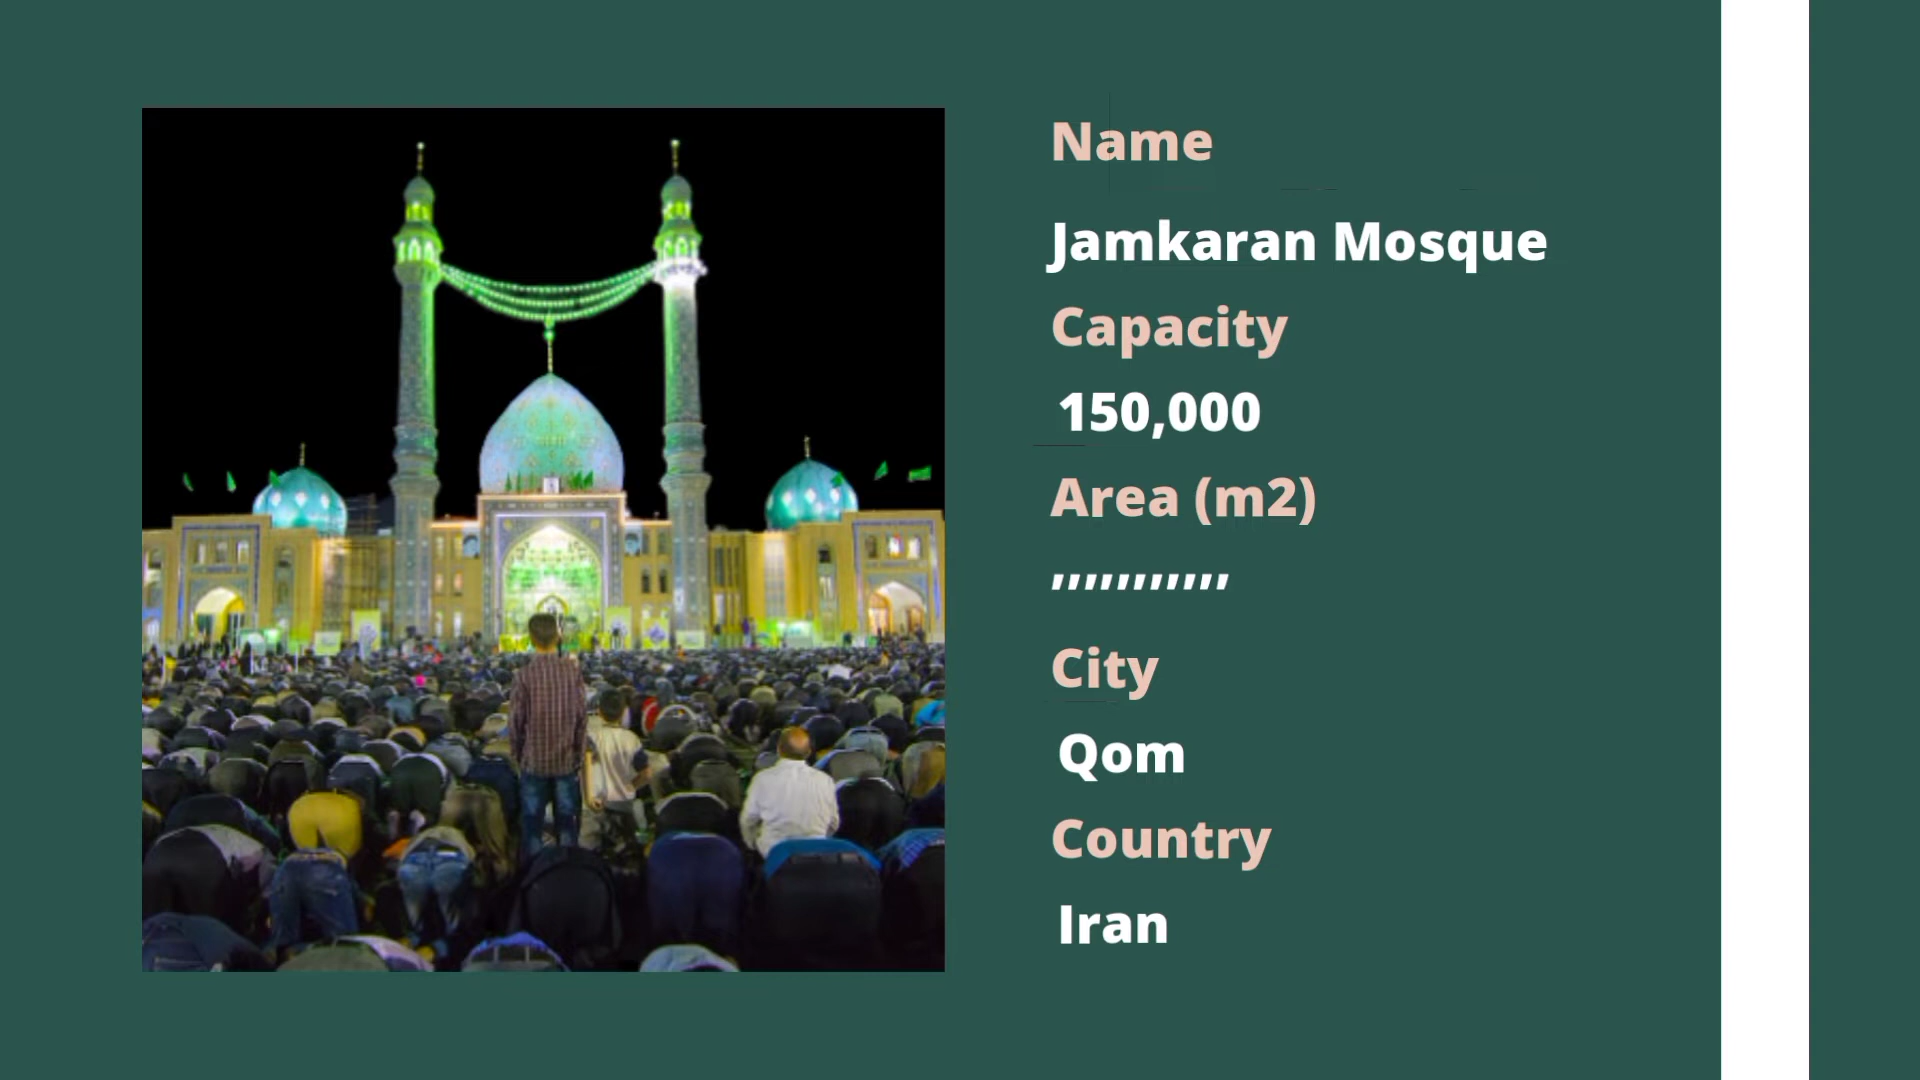 Name
Jamkaran Mosque
Capacity
150,000
Area (m2)
,,,,,,,,,,,
City
Qom
Country
Iran